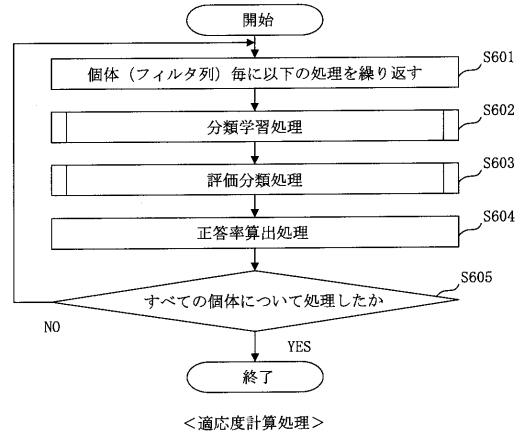 開始
個体（フィルタ列）毎に以下の処理を繰り返す
S601
分類学習処理
S602
評価分類処理
S603
正答率算出処理
S604
すべての個体について処理したか
S605
NO
YES
終了
＜適応度計算処理＞